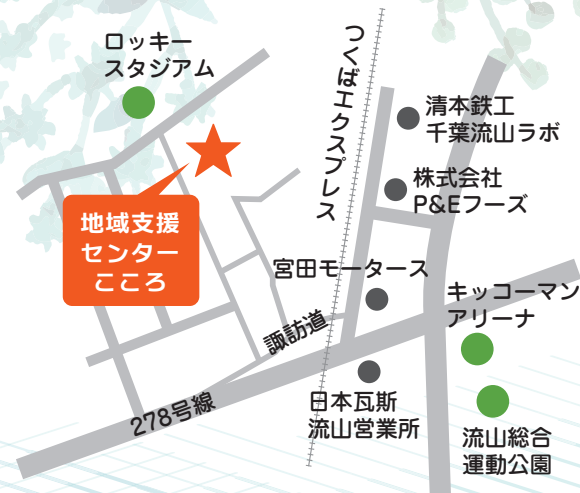 ロッキー
スタジアム
つくばエクスプレス
清本鉄工
千葉流山ラボ
株式会社
P&Eフーズ
地域支援
センター
こころ
宮田モータース
キッコーマン
アリーナ
諏訪道
278号線
日本瓦斯
流山営業所
流山総合
運動公園